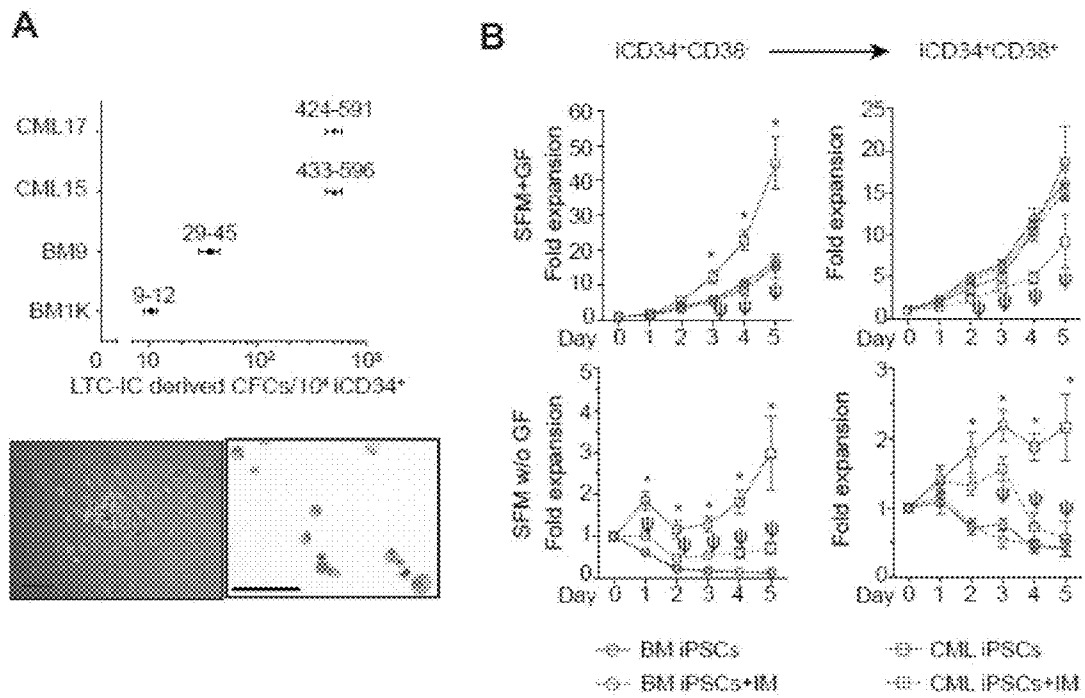 A
CML17
CML15
BM9
BM1K
424-591
433-596
29-45
9-12
0 10 10² 10³
LTC-IC derived CFCs/10⁴ iCD34⁺
B
iCD34⁺CD38⁻
iCD34⁺CD38⁺
SFM+GF
Fold expansion
60
50
40
30
20
10
0
Day 0 1 2 3 4 5
* * *
Fold expansion
25
20
15
10
5
0
Day 0 1 2 3 4 5
SFM w/o GF
Fold expansion
5
4
3
2
1
0
Day 0 1 2 3 4 5
* * * * *
Fold expansion
3
2
1
0
Day 0 1 2 3 4 5
* * * *
BM iPSCs
BM iPSCs+IM
CML iPSCs
CML iPSCs+IM